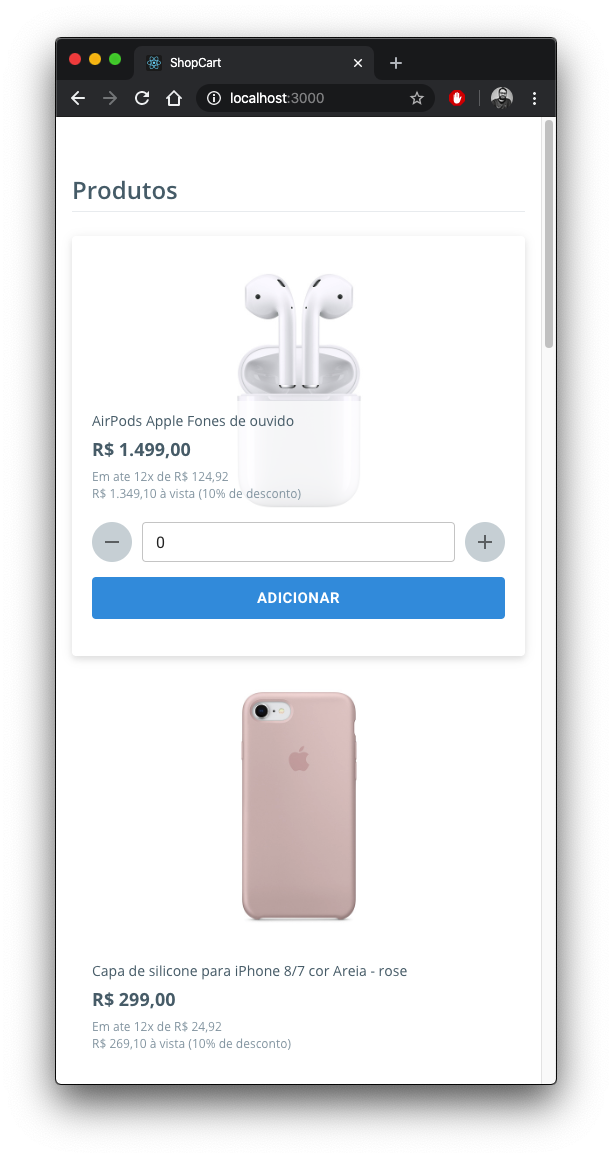 ShopCart
localhost:3000
Produtos
AirPods Apple Fones de ouvido
R$ 1.499,00
Em ate 12x de R$ 124,92
R$ 1.349,10 à vista (10% de desconto)
0
ADICIONAR
Capa de silicone para iPhone 8/7 cor Areia - rose
R$ 299,00
Em ate 12x de R$ 24,92
R$ 269,10 à vista (10% de desconto)